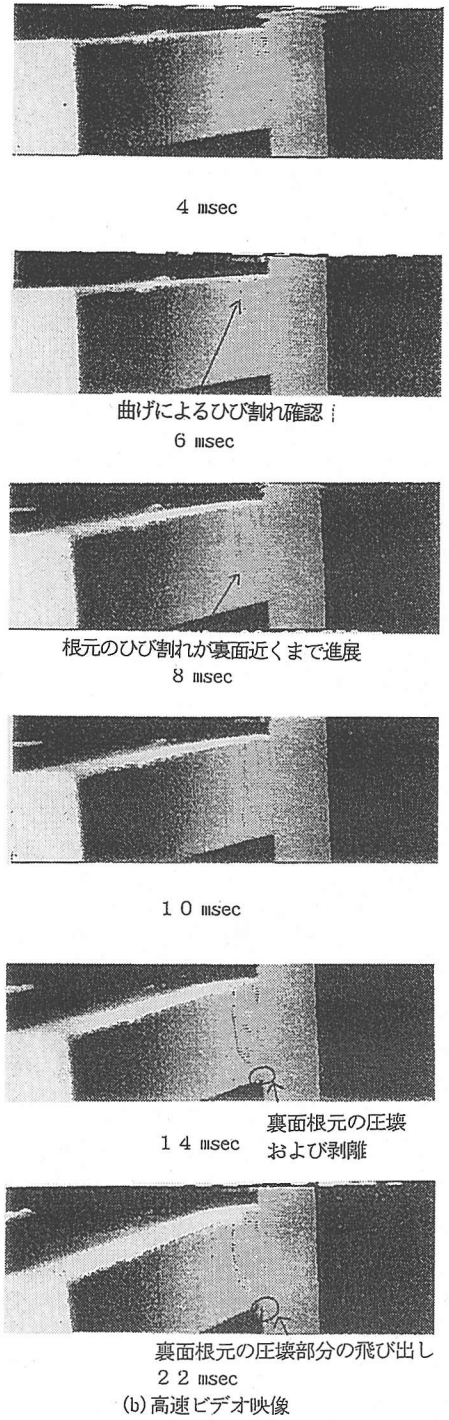 4 msec
曲げによるひび割れ確認
6 msec
根元のひび割れが裏面近くまで進展
8 msec
10 msec
裏面根元の圧壊
14 msec および剥離
裏面根元の圧壊部分の飛び出し
22 msec
(b)高速ビデオ映像